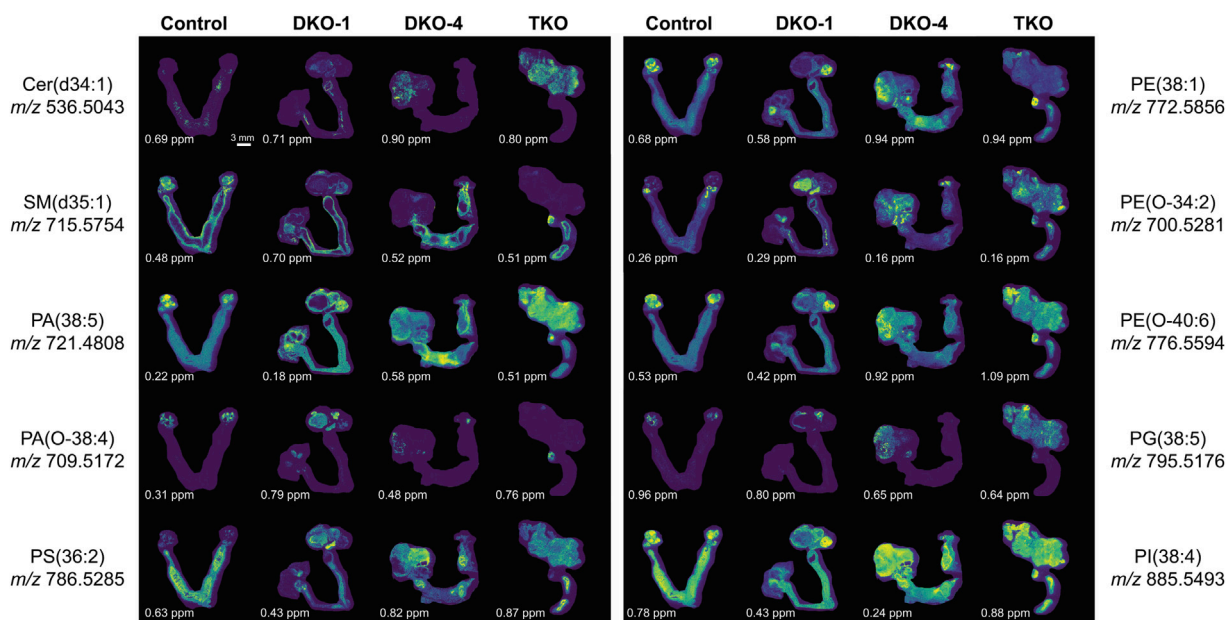 Control DKO-1 DKO-4 TKO Control DKO-1 DKO-4 TKO
Cer(d34:1)
m/z 536.5043
0.69 ppm 3 mm 0.71 ppm 0.90 ppm 0.80 ppm
0.68 ppm 0.58 ppm 0.94 ppm 0.94 ppm
PE(38:1)
m/z 772.5856
SM(d35:1)
m/z 715.5754
0.48 ppm 0.70 ppm 0.52 ppm 0.51 ppm
0.26 ppm 0.29 ppm 0.16 ppm 0.16 ppm
PE(O-34:2)
m/z 700.5281
PA(38:5)
m/z 721.4808
0.22 ppm 0.18 ppm 0.58 ppm 0.51 ppm
0.53 ppm 0.42 ppm 0.92 ppm 1.09 ppm
PE(O-40:6)
m/z 776.5594
PA(O-38:4)
m/z 709.5172
0.31 ppm 0.79 ppm 0.48 ppm 0.76 ppm
0.96 ppm 0.80 ppm 0.65 ppm 0.64 ppm
PG(38:5)
m/z 795.5176
PS(36:2)
m/z 786.5285
0.63 ppm 0.43 ppm 0.82 ppm 0.87 ppm
0.78 ppm 0.43 ppm 0.24 ppm 0.88 ppm
PI(38:4)
m/z 885.5493